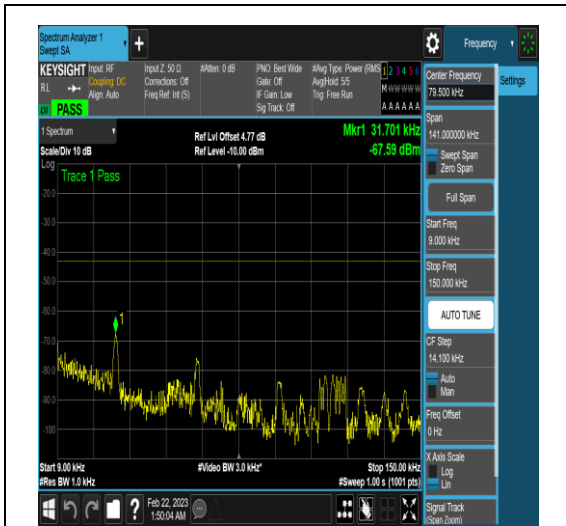 Spectrum Analyzer 1
Swept SA
+
Frequency
KEYSIGHT
RL
PASS
Input: RF
Coupling: DC
Align: Auto
Input Z: 50 Ω
Corrections: Off
Freq Ref: Int (S)
#Atten: 0 dB
PNO: Best Wide
Gate: Off
IF Gain: Low
Sig Track: Off
#Avg Type: Power (RMS
Avg|Hold: 5/5
Trig: Free Run
1 2 3 4 5 6
M W W W W W
A A A A A A
1 Spectrum
Scale/Div 10 dB
Ref Lvl Offset 4.77 dB
Ref Level -10.00 dBm
Mkr1 31.701 kHz
-67.59 dBm
Log
Trace 1 Pass
-20.0
-30.0
-40.0
-50.0
-60.0
-70.0
-80.0
-90.0
-100
1
Start 9.00 kHz
#Res BW 1.0 kHz
#Video BW 3.0 kHz*
Stop 150.00 kHz
#Sweep 1.00 s (1001 pts)
Center Frequency
79.500 kHz
Settings
Span
141.000000 kHz
Swept Span
Zero Span
Full Span
Start Freq
9.000 kHz
Stop Freq
150.000 kHz
AUTO TUNE
CF Step
14.100 kHz
Auto
Man
Freq Offset
0 Hz
X Axis Scale
Log
Lin
Signal Track
(Span Zoom)
?
Feb 22, 2023
1:50:04 AM